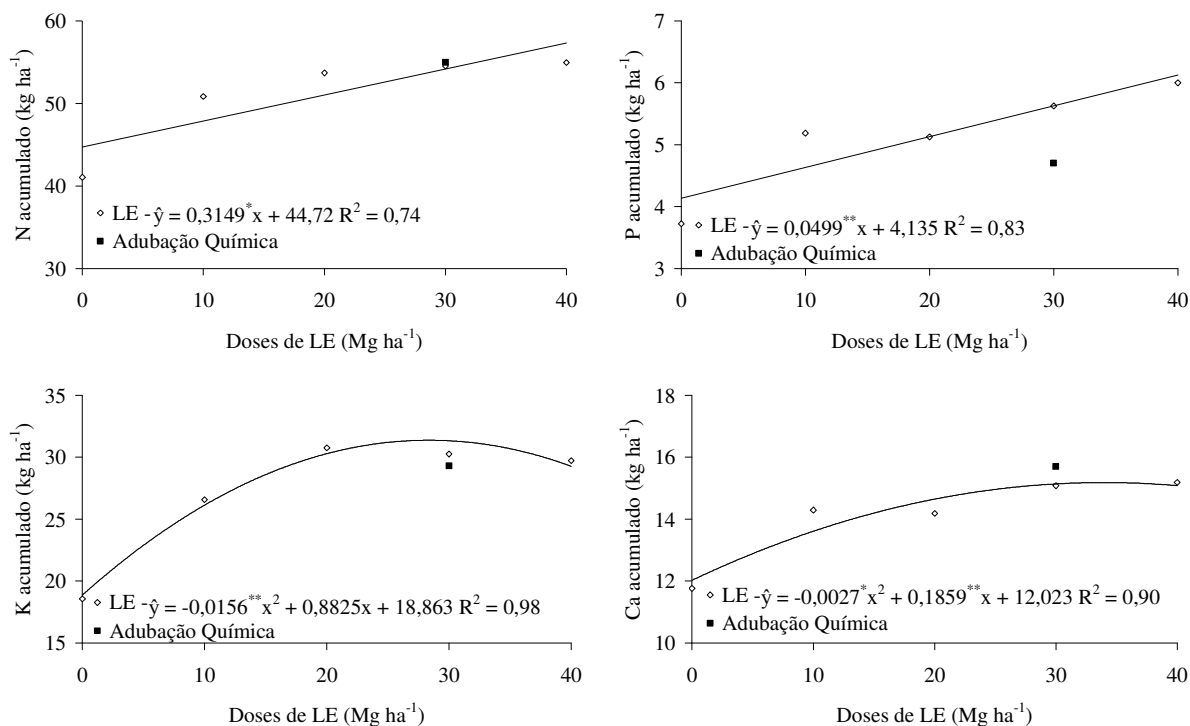 N acumulado (kg ha⁻¹)
60
50
40
30
LE - ŷ = 0,3149*x + 44,72 R² = 0,74
Adubação Química
0 10 20 30 40
Doses de LE (Mg ha⁻¹)
P acumulado (kg ha⁻¹)
7
6
5
4
3
LE - ŷ = 0,0499**x + 4,135 R² = 0,83
Adubação Química
0 10 20 30 40
Doses de LE (Mg ha⁻¹)
K acumulado (kg ha⁻¹)
35
30
25
20
15
LE - ŷ = -0,0156**x² + 0,8825x + 18,863 R² = 0,98
Adubação Química
0 10 20 30 40
Doses de LE (Mg ha⁻¹)
Ca acumulado (kg ha⁻¹)
18
16
14
12
10
LE - ŷ = -0,0027*x² + 0,1859**x + 12,023 R² = 0,90
Adubação Química
0 10 20 30 40
Doses de LE (Mg ha⁻¹)